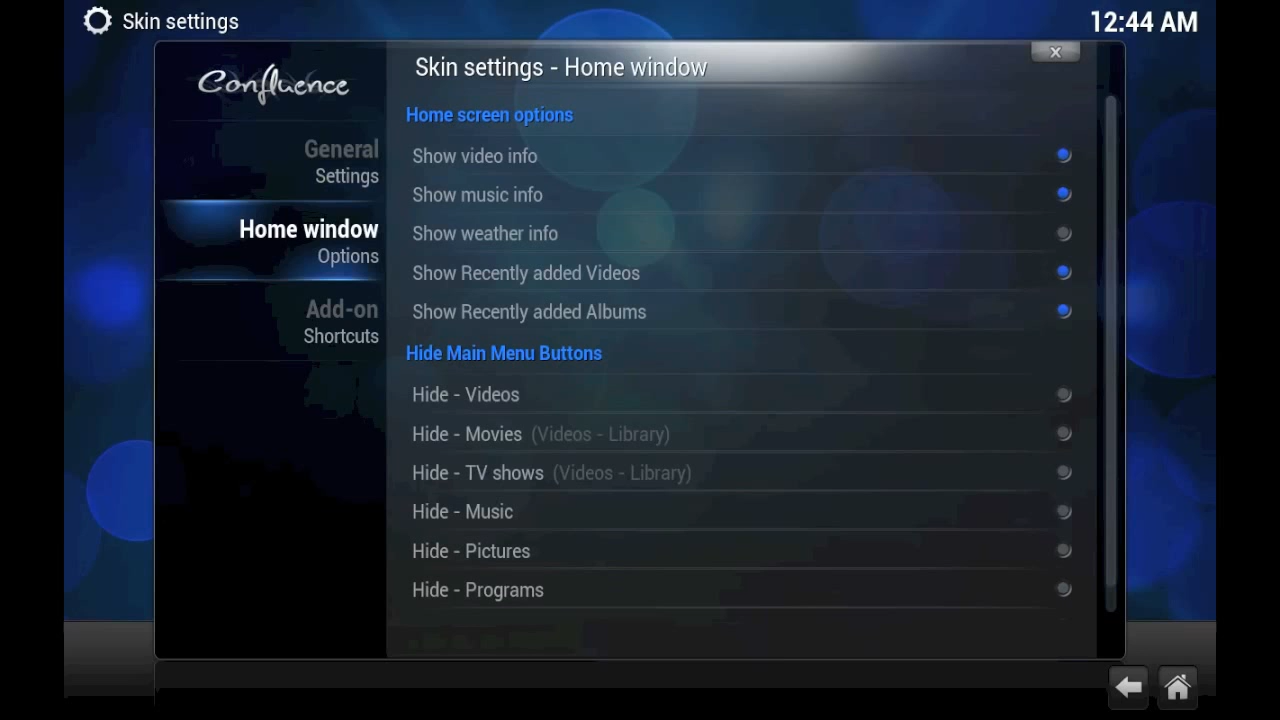 Skin settings
12:44 AM
Confluence
General
Settings
Home window
Options
Add-on
Shortcuts
Skin settings - Home window
Home screen options
Show video info
Show music info
Show weather info
Show Recently added Videos
Show Recently added Albums
Hide Main Menu Buttons
Hide - Videos
Hide - Movies (Videos - Library)
Hide - TV shows (Videos - Library)
Hide - Music
Hide - Pictures
Hide - Programs